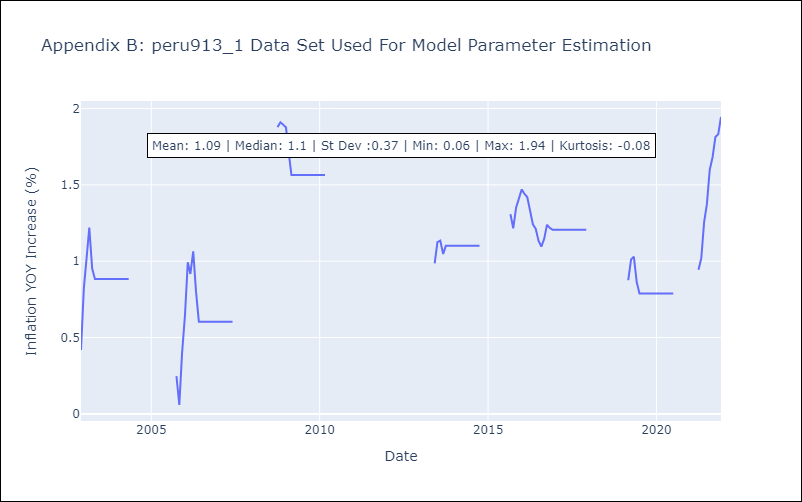 Appendix B: peru913_1 Data Set Used For Model Parameter Estimation
2
Mean: 1.09 | Median: 1.1 | St Dev :0.37 | Min: 0.06 | Max: 1.94 | Kurtosis: -0.08
1.5
1
0.5
0
Inflation YOY Increase (%)
2005 2010 2015 2020
Date